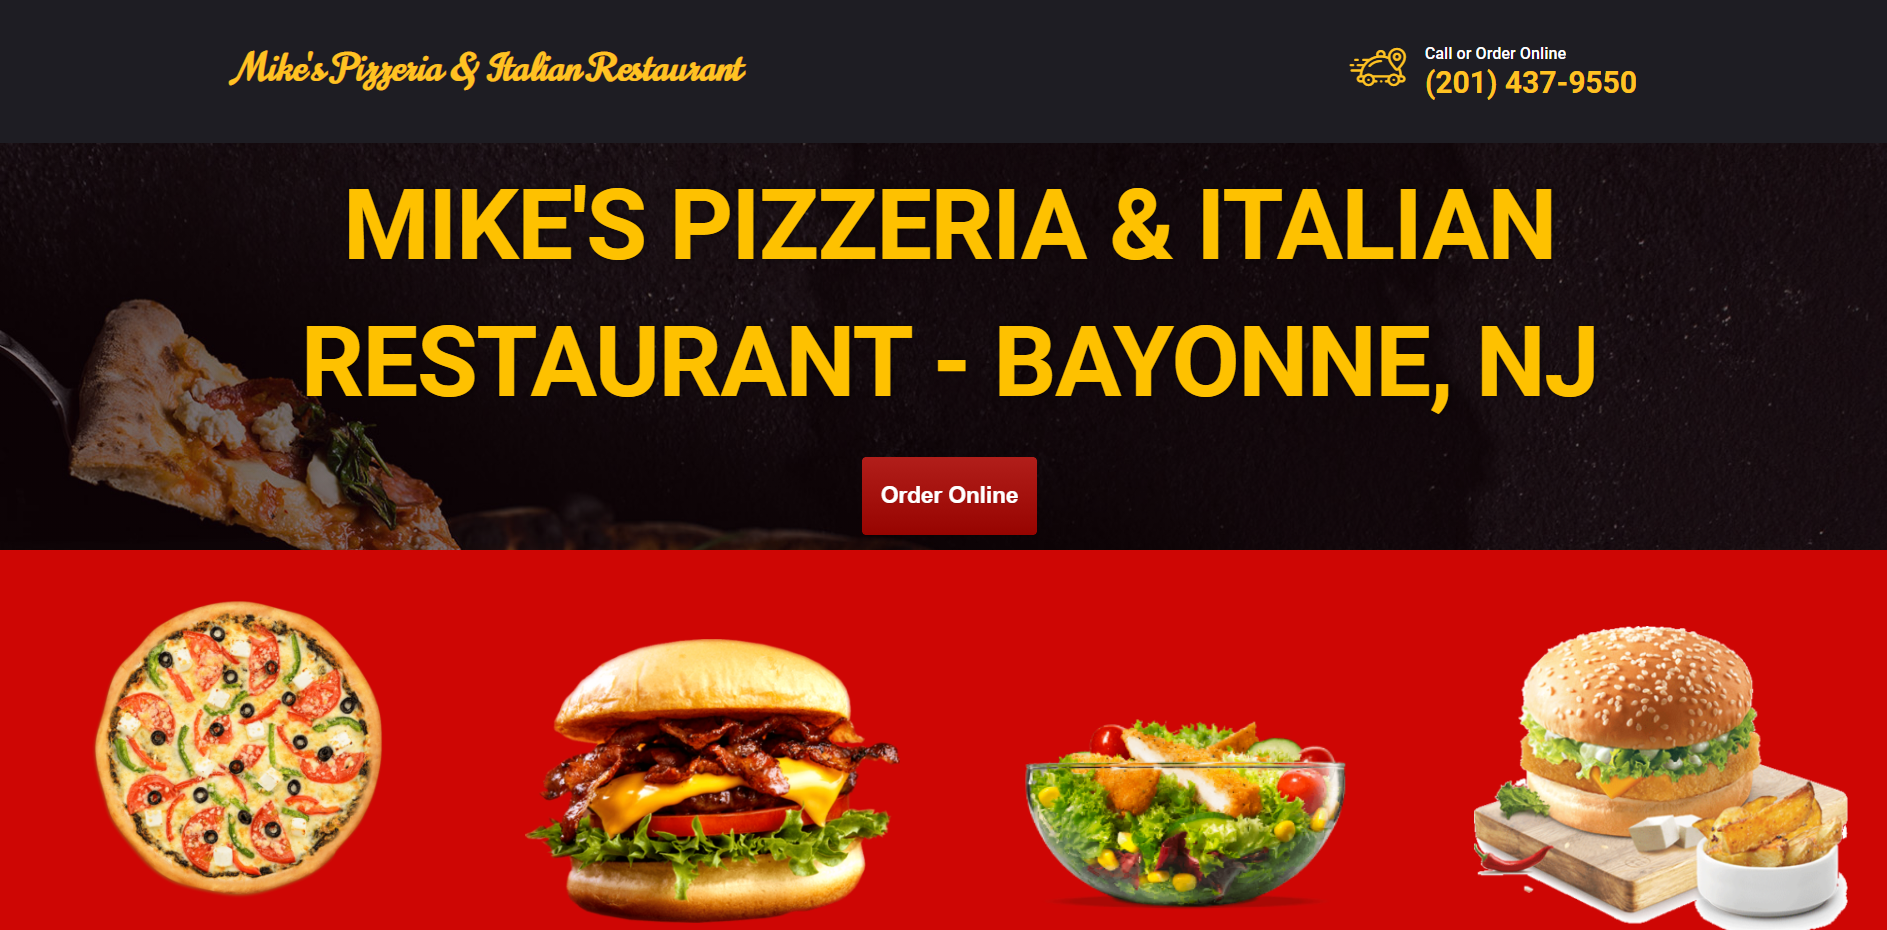 Mike's Pizzeria & Italian Restaurant
Call or Order Online
(201) 437-9550
MIKE'S PIZZERIA & ITALIAN
RESTAURANT - BAYONNE, NJ
Order Online